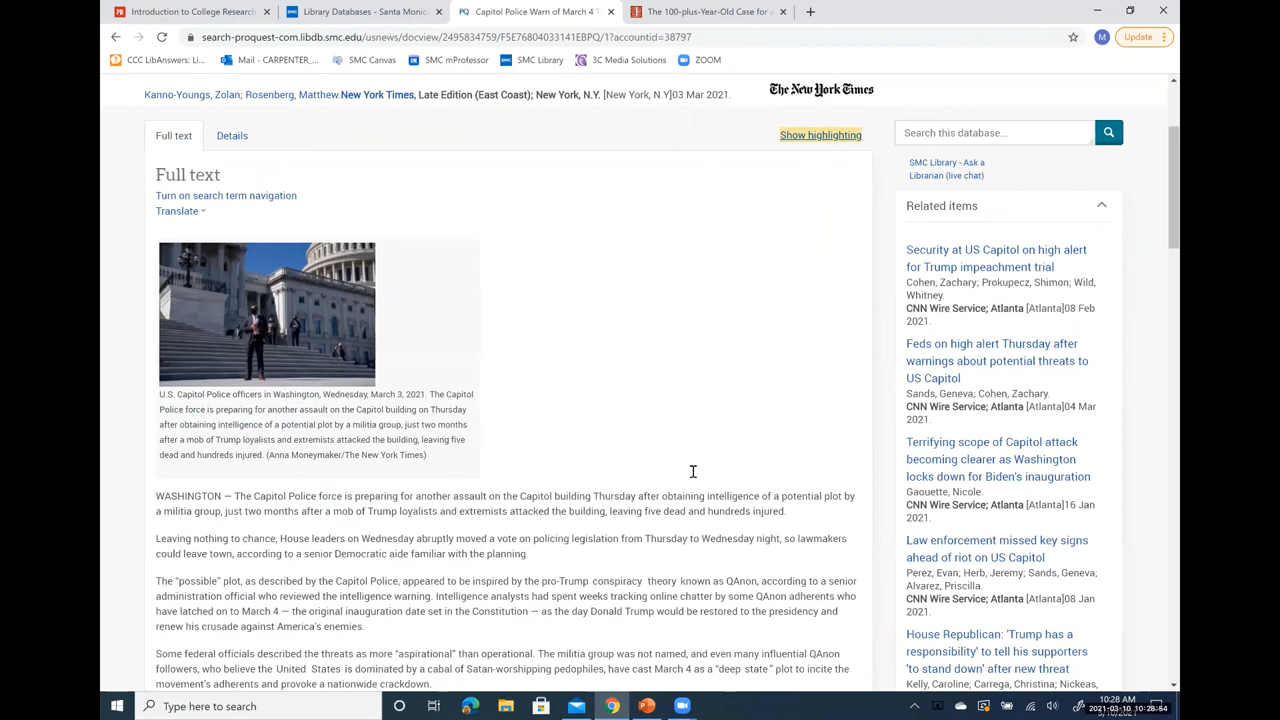 Introduction to College Research
Library Databases - Santa Monic
PQ Capitol Police Warn of March 4 T
The 100-plus-Year-Old Case for a
search-proquest-com.libdb.smc.edu/usnews/docview/2495834759/F5E76804033141EBPQ/1?accountid=38797
M
Update
CCC LibAnswers: Li...
Mail - CARPENTER_...
SMC Canvas
SMC mProfessor
SMC Library
3C Media Solutions
ZOOM
Kanno-Youngs, Zolan; Rosenberg, Matthew.New York Times, Late Edition (East Coast); New York, N.Y. [New York, N.Y]03 Mar 2021.
The New York Times
Full text
Details
Show highlighting
Search this database...
SMC Library - Ask a
Librarian (live chat)
Full text
Turn on search term navigation
Translate
U.S. Capitol Police officers in Washington, Wednesday, March 3, 2021. The Capitol
Police force is preparing for another assault on the Capitol building on Thursday
after obtaining intelligence of a potential plot by a militia group, just two months
after a mob of Trump loyalists and extremists attacked the building, leaving five
dead and hundreds injured. (Anna Moneymaker/The New York Times)
WASHINGTON — The Capitol Police force is preparing for another assault on the Capitol building Thursday after obtaining intelligence of a potential plot by
a militia group, just two months after a mob of Trump loyalists and extremists attacked the building, leaving five dead and hundreds injured.
Leaving nothing to chance, House leaders on Wednesday abruptly moved a vote on policing legislation from Thursday to Wednesday night, so lawmakers
could leave town, according to a senior Democratic aide familiar with the planning.
The “possible” plot, as described by the Capitol Police, appeared to be inspired by the pro-Trump conspiracy theory known as QAnon, according to a senior
administration official who reviewed the intelligence warning. Intelligence analysts had spent weeks tracking online chatter by some QAnon adherents who
have latched on to March 4 — the original inauguration date set in the Constitution — as the day Donald Trump would be restored to the presidency and
renew his crusade against America’s enemies.
Some federal officials described the threats as more “aspirational” than operational. The militia group was not named, and even many influential QAnon
followers, who believe the United States is dominated by a cabal of Satan-worshipping pedophiles, have cast March 4 as a “deep state” plot to incite the
movement’s adherents and provoke a nationwide crackdown.
Related items
Security at US Capitol on high alert
for Trump impeachment trial
Cohen, Zachary; Prokupecz, Shimon; Wild,
Whitney.
CNN Wire Service; Atlanta [Atlanta]08 Feb
2021.
Feds on high alert Thursday after
warnings about potential threats to
US Capitol
Sands, Geneva; Cohen, Zachary.
CNN Wire Service; Atlanta [Atlanta]04 Mar
2021.
Terrifying scope of Capitol attack
becoming clearer as Washington
locks down for Biden's inauguration
Gaouette, Nicole.
CNN Wire Service; Atlanta [Atlanta]16 Jan
2021.
Law enforcement missed key signs
ahead of riot on US Capitol
Perez, Evan; Herb, Jeremy; Sands, Geneva;
Alvarez, Priscilla.
CNN Wire Service; Atlanta [Atlanta]08 Jan
2021.
House Republican: 'Trump has a
responsibility' to tell his supporters
'to stand down' after new threat
Kelly, Caroline; Carrega, Christina; Nickeas,
Type here to search
10:28 AM
2021-03-10 10:28:54